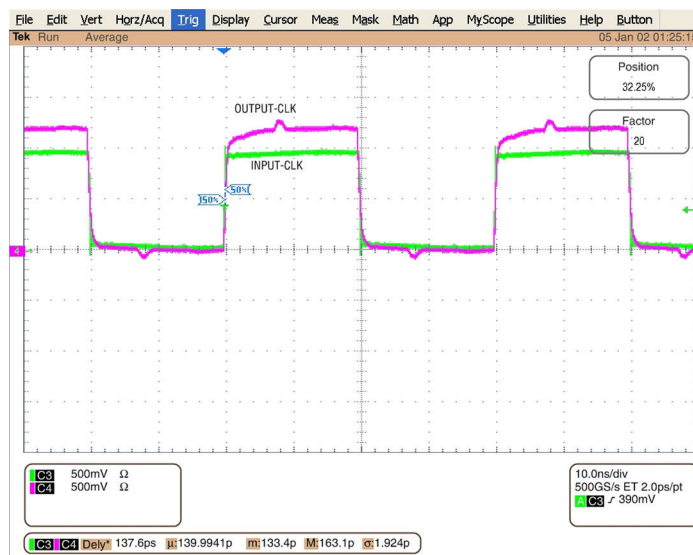 File Edit Vert Horz/Acq Trig Display Cursor Meas Mask Math App MyScope Utilities Help Button
Tek Run Average 05 Jan 02 01:25:15
Position
32.25%
Factor
20
OUTPUT-CLK
INPUT-CLK
50%
50%
4
C3 500mV Ω
C4 500mV Ω
10.0ns/div
500GS/s ET 2.0ps/pt
A C3 ƒ 390mV
C3 C4 Dely* 137.6ps µ:139.9941p m:133.4p M:163.1p σ:1.924p